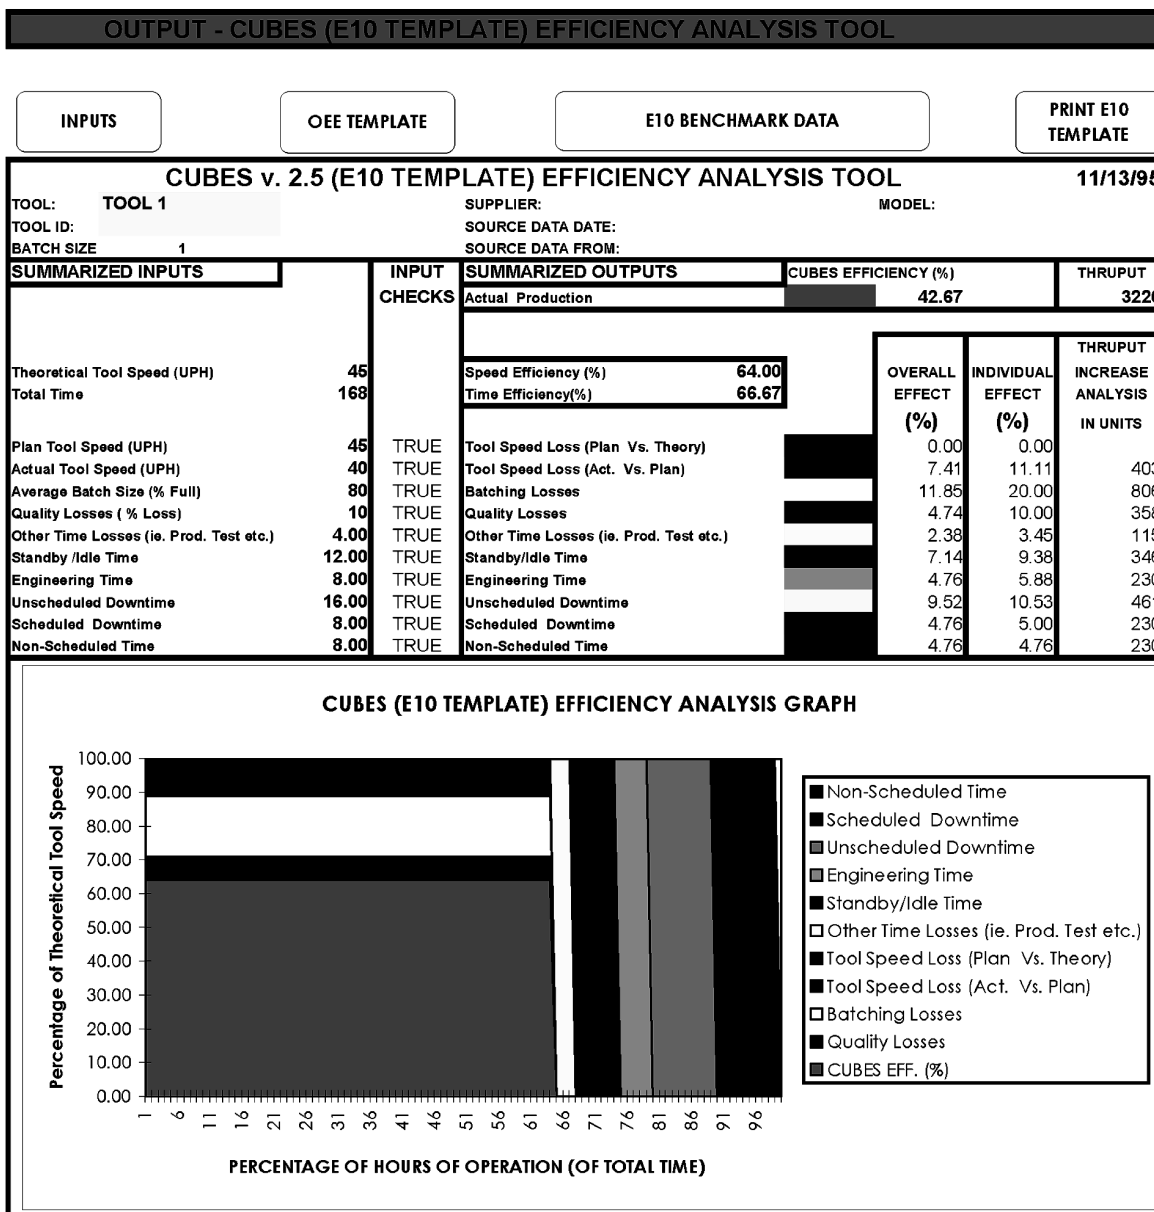 OUTPUT - CUBES (E10 TEMPLATE) EFFICIENCY ANALYSIS TOOL
INPUTS OEE TEMPLATE E10 BENCHMARK DATA PRINT E10 TEMPLATE
CUBES v. 2.5 (E10 TEMPLATE) EFFICIENCY ANALYSIS TOOL 11/13/95
TOOL: TOOL 1 SUPPLIER: MODEL:
TOOL ID: SOURCE DATA DATE:
BATCH SIZE 1 SOURCE DATA FROM:
SUMMARIZED INPUTS INPUT SUMMARIZED OUTPUTS CUBES EFFICIENCY (%) THRUPUT
CHECKS Actual Production 42.67 3226
THRUPUT
Theoretical Tool Speed (UPH) 45 Speed Efficiency (%) 64.00 OVERALL INDIVIDUAL INCREASE
Total Time 168 Time Efficiency(%) 66.67 EFFECT EFFECT ANALYSIS
(%) (%) IN UNITS
Plan Tool Speed (UPH) 45 TRUE Tool Speed Loss (Plan Vs. Theory) 0.00 0.00
Actual Tool Speed (UPH) 40 TRUE Tool Speed Loss (Act. Vs. Plan) 7.41 11.11 403
Average Batch Size (% Full) 80 TRUE Batching Losses 11.85 20.00 806
Quality Losses ( % Loss) 10 TRUE Quality Losses 4.74 10.00 358
Other Time Losses (ie. Prod. Test etc.) 4.00 TRUE Other Time Losses (ie. Prod. Test etc.) 2.38 3.45 115
Standby /Idle Time 12.00 TRUE Standby/Idle Time 7.14 9.38 346
Engineering Time 8.00 TRUE Engineering Time 4.76 5.88 230
Unscheduled Downtime 16.00 TRUE Unscheduled Downtime 9.52 10.53 461
Scheduled Downtime 8.00 TRUE Scheduled Downtime 4.76 5.00 230
Non-Scheduled Time 8.00 TRUE Non-Scheduled Time 4.76 4.76 230
CUBES (E10 TEMPLATE) EFFICIENCY ANALYSIS GRAPH
Percentage of Theoretical Tool Speed
100.00
90.00
80.00
70.00
60.00
50.00
40.00
30.00
20.00
10.00
0.00
1 6 11 16 21 26 31 36 41 46 51 56 61 66 71 76 81 86 91 96
PERCENTAGE OF HOURS OF OPERATION (OF TOTAL TIME)
Non-Scheduled Time
Scheduled Downtime
Unscheduled Downtime
Engineering Time
Standby/Idle Time
Other Time Losses (ie. Prod. Test etc.)
Tool Speed Loss (Plan Vs. Theory)
Tool Speed Loss (Act. Vs. Plan)
Batching Losses
Quality Losses
CUBES EFF. (%)